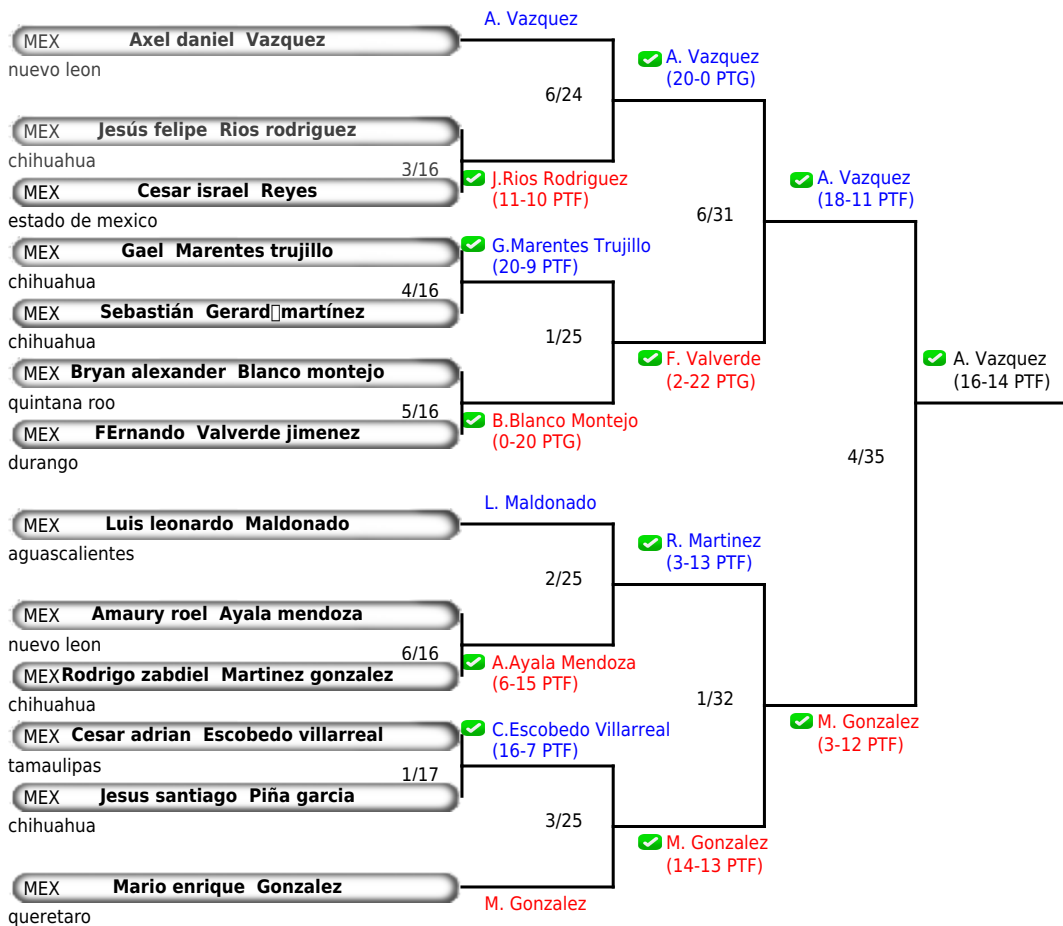 A. Vazquez
MEX Axel daniel Vazquez
nuevo leon
A. Vazquez
(20-0 PTG)
6/24
MEX Jesús felipe Rios rodriguez
chihuahua
3/16
J.Rios Rodriguez
(11-10 PTF)
MEX Cesar israel Reyes
estado de mexico
A. Vazquez
(18-11 PTF)
6/31
MEX Gael Marentes trujillo
chihuahua
G.Marentes Trujillo
(20-9 PTF)
4/16
MEX Sebastián Gerard▯martínez
chihuahua
1/25
F. Valverde
(2-22 PTG)
MEX Bryan alexander Blanco montejo
quintana roo
5/16
B.Blanco Montejo
(0-20 PTG)
MEX FErnando Valverde jimenez
durango
A. Vazquez
(16-14 PTF)
4/35
L. Maldonado
MEX Luis leonardo Maldonado
aguascalientes
R. Martinez
(3-13 PTF)
2/25
MEX Amaury roel Ayala mendoza
nuevo leon
6/16
A.Ayala Mendoza
(6-15 PTF)
MEX Rodrigo zabdiel Martinez gonzalez
chihuahua
1/32
M. Gonzalez
(3-12 PTF)
MEX Cesar adrian Escobedo villarreal
tamaulipas
C.Escobedo Villarreal
(16-7 PTF)
1/17
MEX Jesus santiago Piña garcia
chihuahua
3/25
M. Gonzalez
(14-13 PTF)
MEX Mario enrique Gonzalez
queretaro
M. Gonzalez